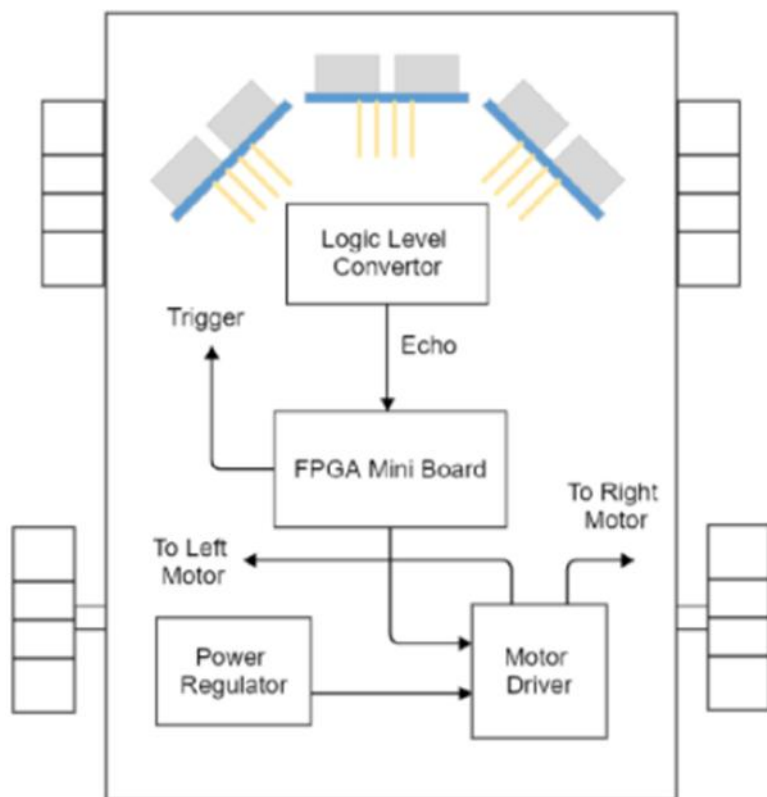 Logic Level
Convertor
Trigger
Echo
FPGA Mini Board
To Right
Motor
To Left
Motor
Power
Regulator
Motor
Driver